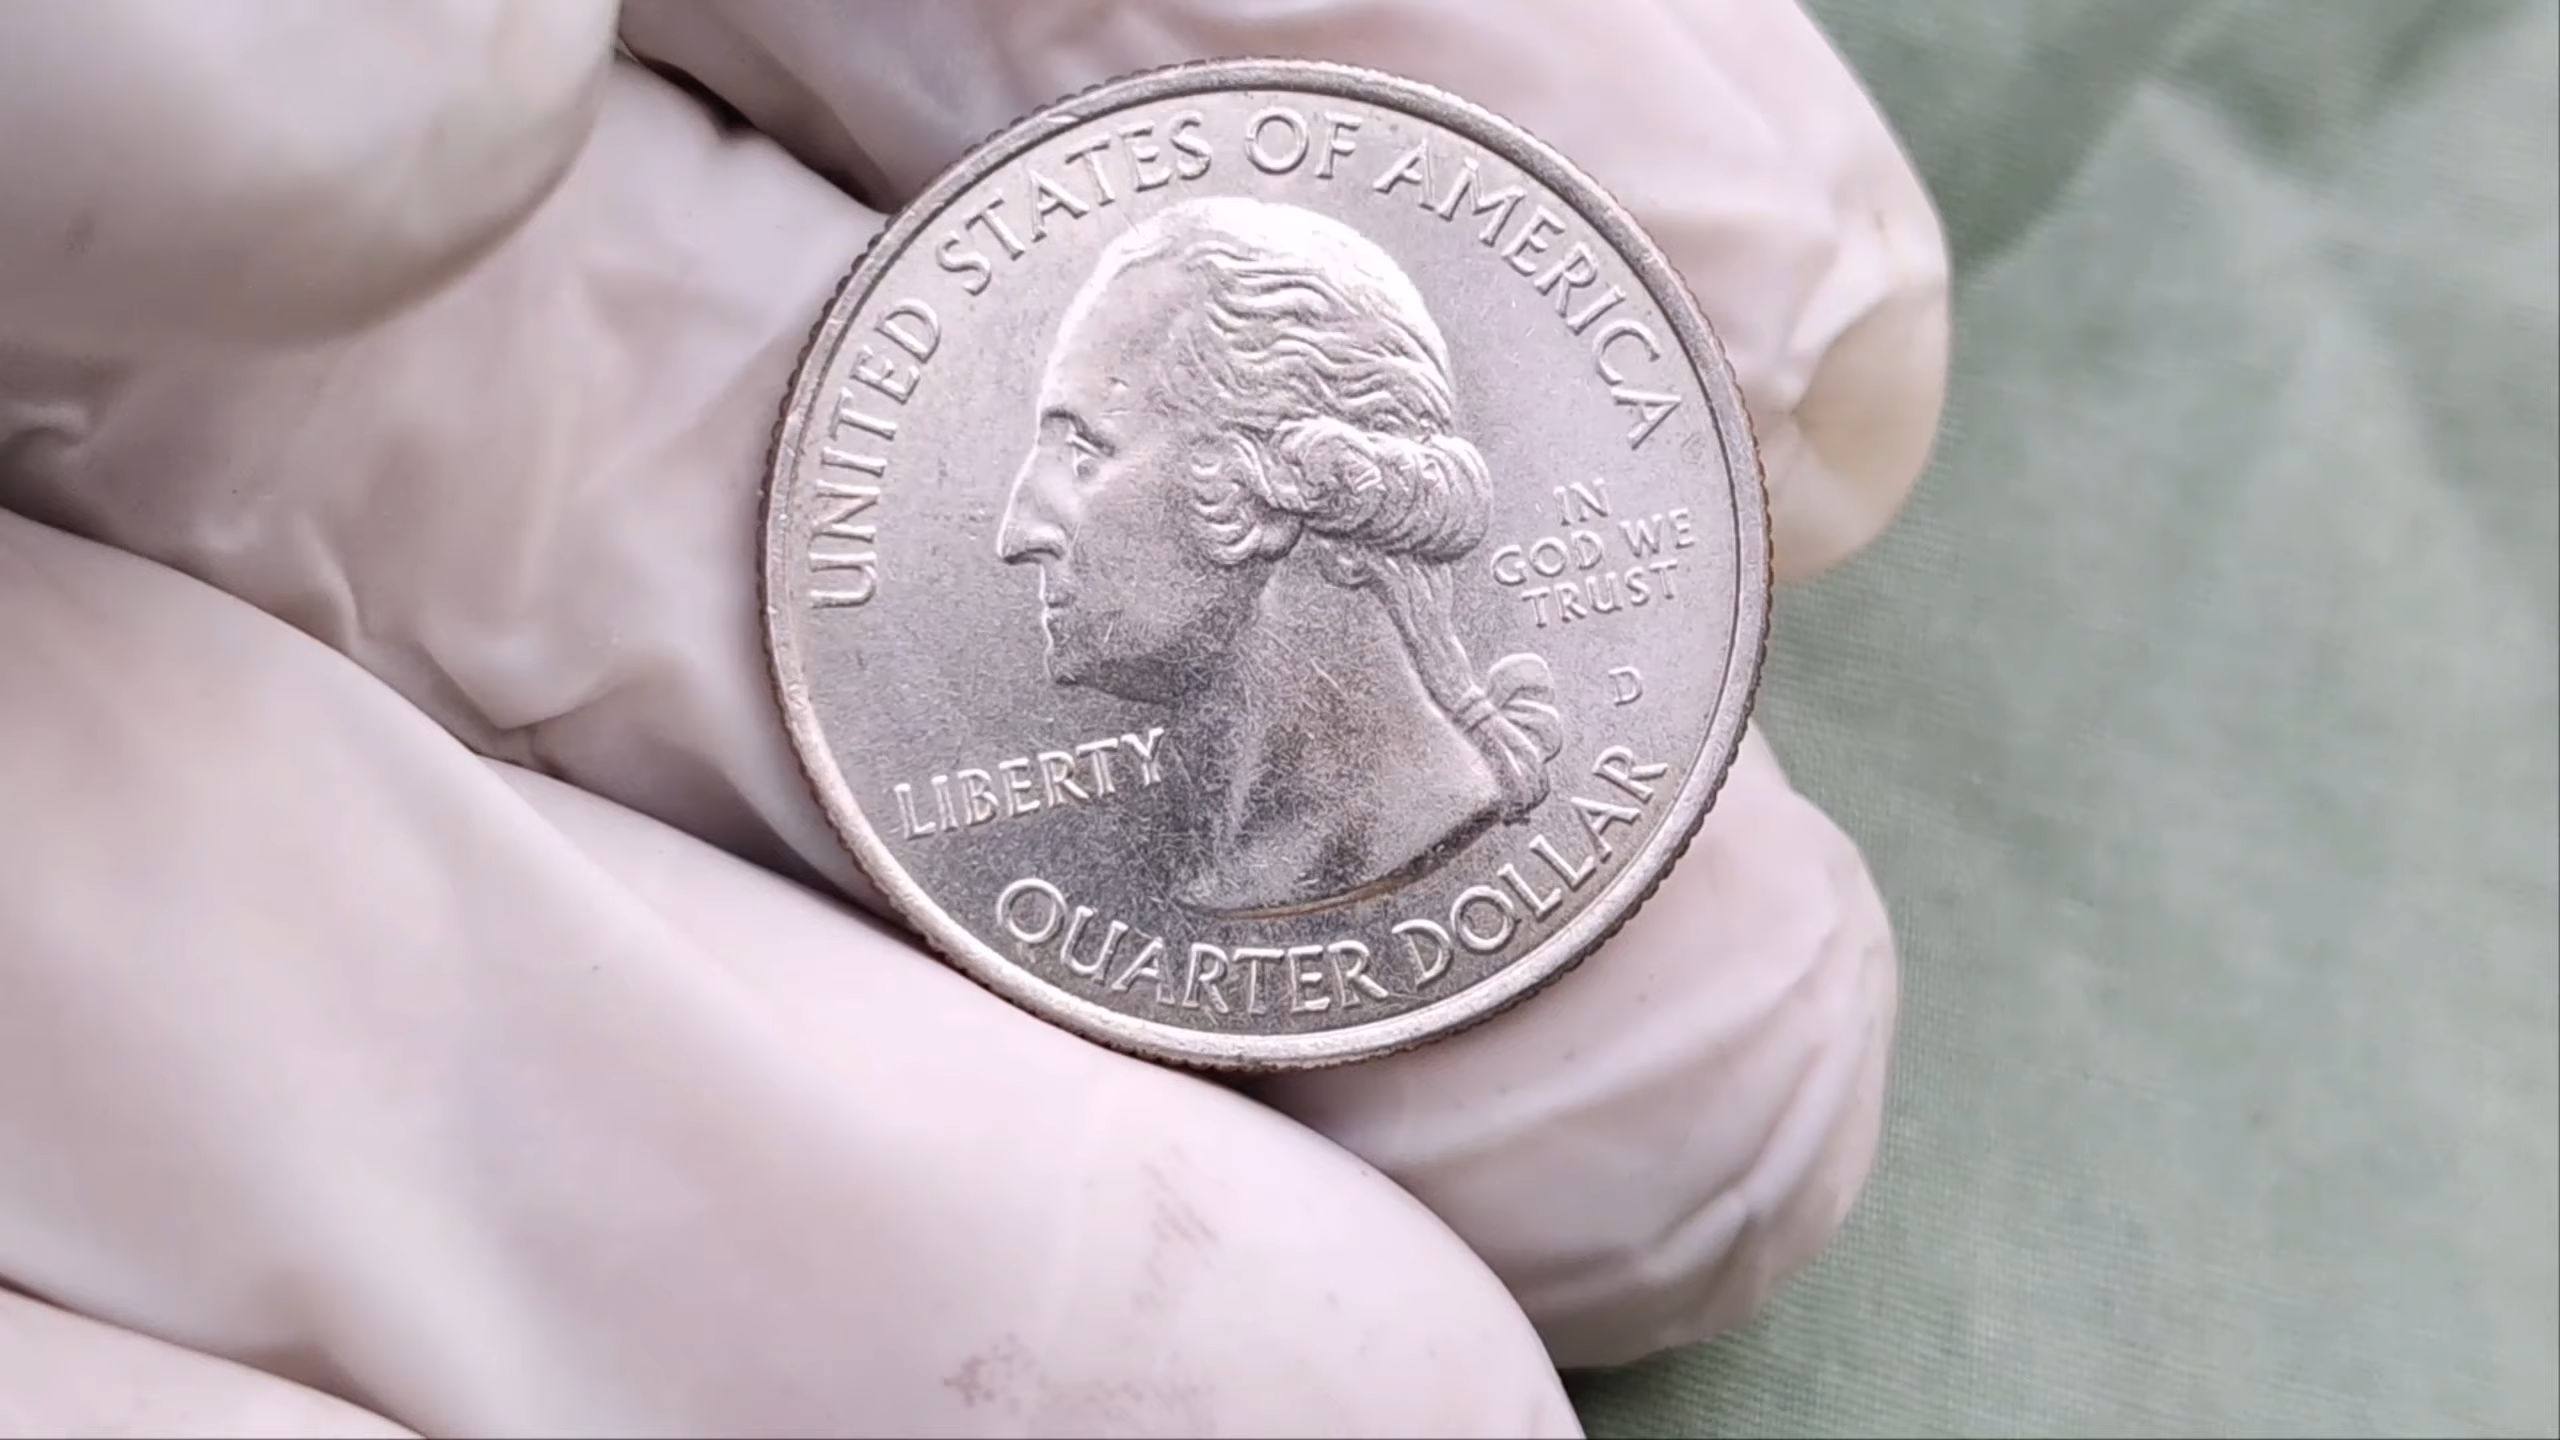 UNITED STATES OF AMERICA
IN
GOD WE
TRUST
D
LIBERTY
QUARTER DOLLAR